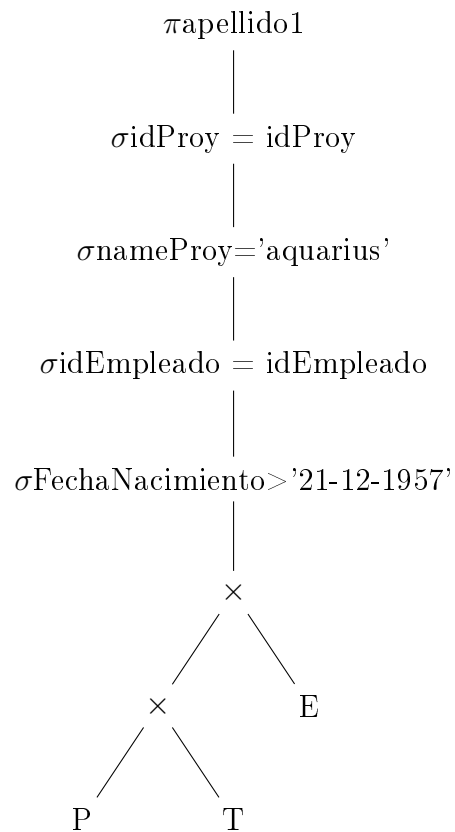 πapellido1
σidProy = idProy
σnameProy='aquarius'
σidEmpleado = idEmpleado
σFechaNacimiento>'21-12-1957'
×
× E
P T